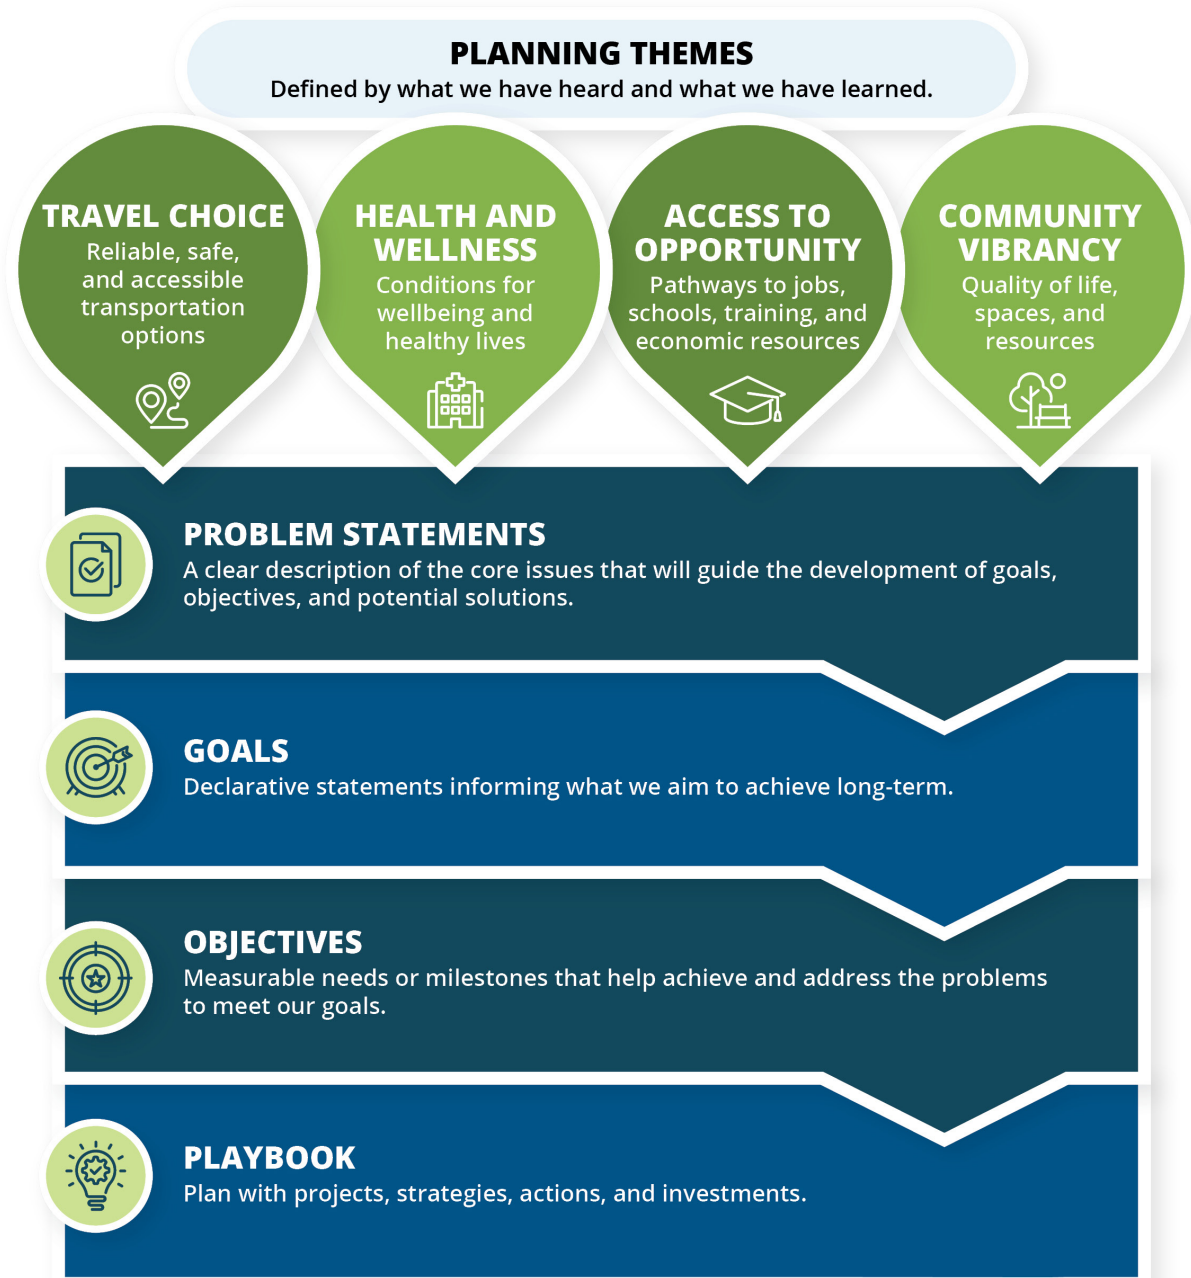 PLANNING THEMES
Defined by what we have heard and what we have learned.
TRAVEL CHOICE
Reliable, safe,
and accessible
transportation
options
HEALTH AND
WELLNESS
Conditions for
wellbeing and
healthy lives
ACCESS TO
OPPORTUNITY
Pathways to jobs,
schools, training, and
economic resources
COMMUNITY
VIBRANCY
Quality of life,
spaces, and
resources
PROBLEM STATEMENTS
A clear description of the core issues that will guide the development of goals,
objectives, and potential solutions.
GOALS
Declarative statements informing what we aim to achieve long-term.
OBJECTIVES
Measurable needs or milestones that help achieve and address the problems
to meet our goals.
PLAYBOOK
Plan with projects, strategies, actions, and investments.